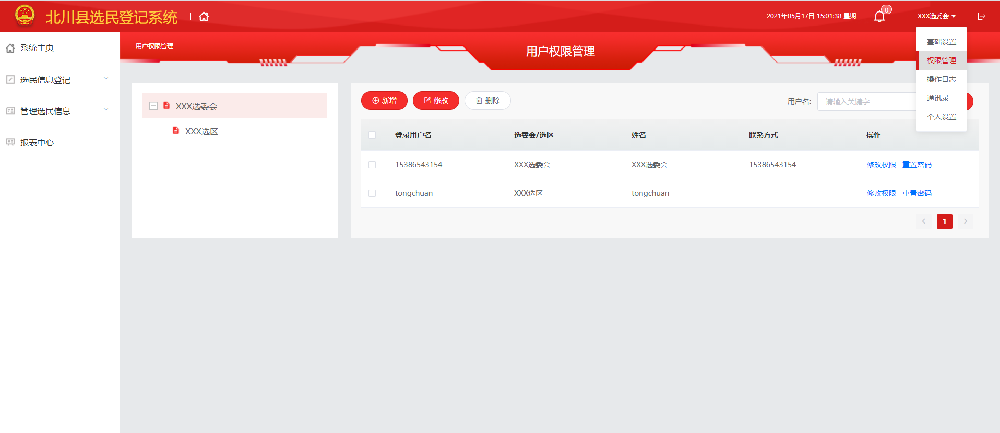 北川县选民登记系统
2021年05月17日 15:01:38 星期一
0
XXX选委会
基础设置
权限管理
操作日志
通讯录
个人设置
系统主页
选民信息登记
管理选民信息
报表中心
用户权限管理
用户权限管理
XXX选委会
XXX选区
新增 修改 删除
用户名: 请输入关键字
登录用户名 选委会/选区 姓名 联系方式 操作
15386543154 XXX选委会 XXX选委会 15386543154 修改权限 重置密码
tongchuan XXX选区 tongchuan 修改权限 重置密码
1